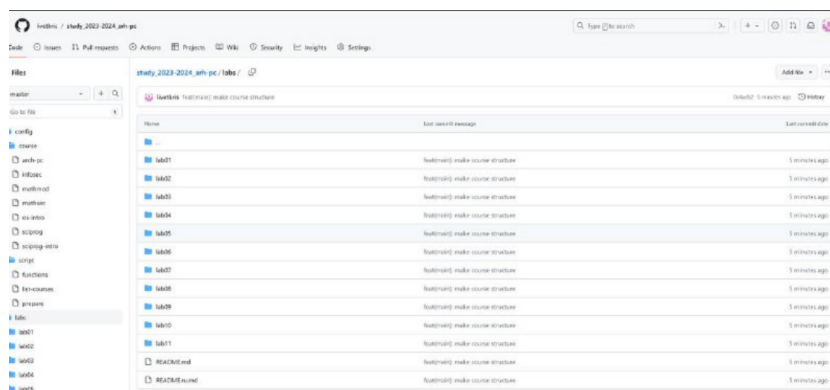 livettris / study_2023-2024_arh-pc
Type / to search
Code Issues Pull requests Actions Projects Wiki Security Insights Settings
Files
master
Go to file
t
config
course
arch-pc
infosec
mathmod
mathsec
os-intro
sciprog
sciprog-intro
script
functions
list-courses
prepare
labs
lab01
lab02
lab03
lab04
lab05
study_2023-2024_arh-pc / labs /
Add file
feat(main): make course structure
5 minutes ago
History
Name Last commit message Last commit date
..
lab01 feat(main): make course structure 5 minutes ago
lab02 feat(main): make course structure 5 minutes ago
lab03 feat(main): make course structure 5 minutes ago
lab04 feat(main): make course structure 5 minutes ago
lab05 feat(main): make course structure 5 minutes ago
lab06 feat(main): make course structure 5 minutes ago
lab07 feat(main): make course structure 5 minutes ago
lab08 feat(main): make course structure 5 minutes ago
lab09 feat(main): make course structure 5 minutes ago
lab10 feat(main): make course structure 5 minutes ago
lab11 feat(main): make course structure 5 minutes ago
README.md feat(main): make course structure 5 minutes ago
README.ru.md feat(main): make course structure 5 minutes ago